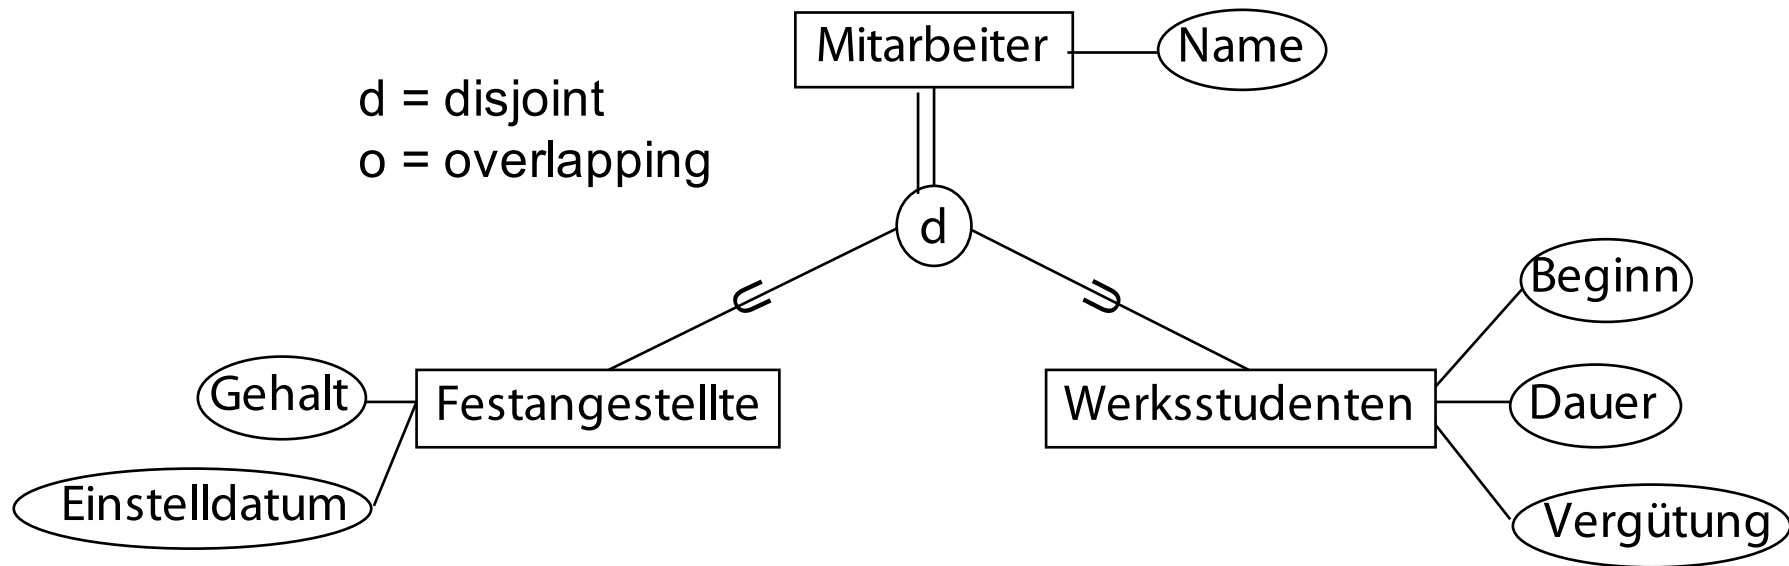 Mitarbeiter
Name
d = disjoint
o = overlapping
d
Beginn
Gehalt
Festangestellte
Werksstudenten
Dauer
Einstelldatum
Vergütung